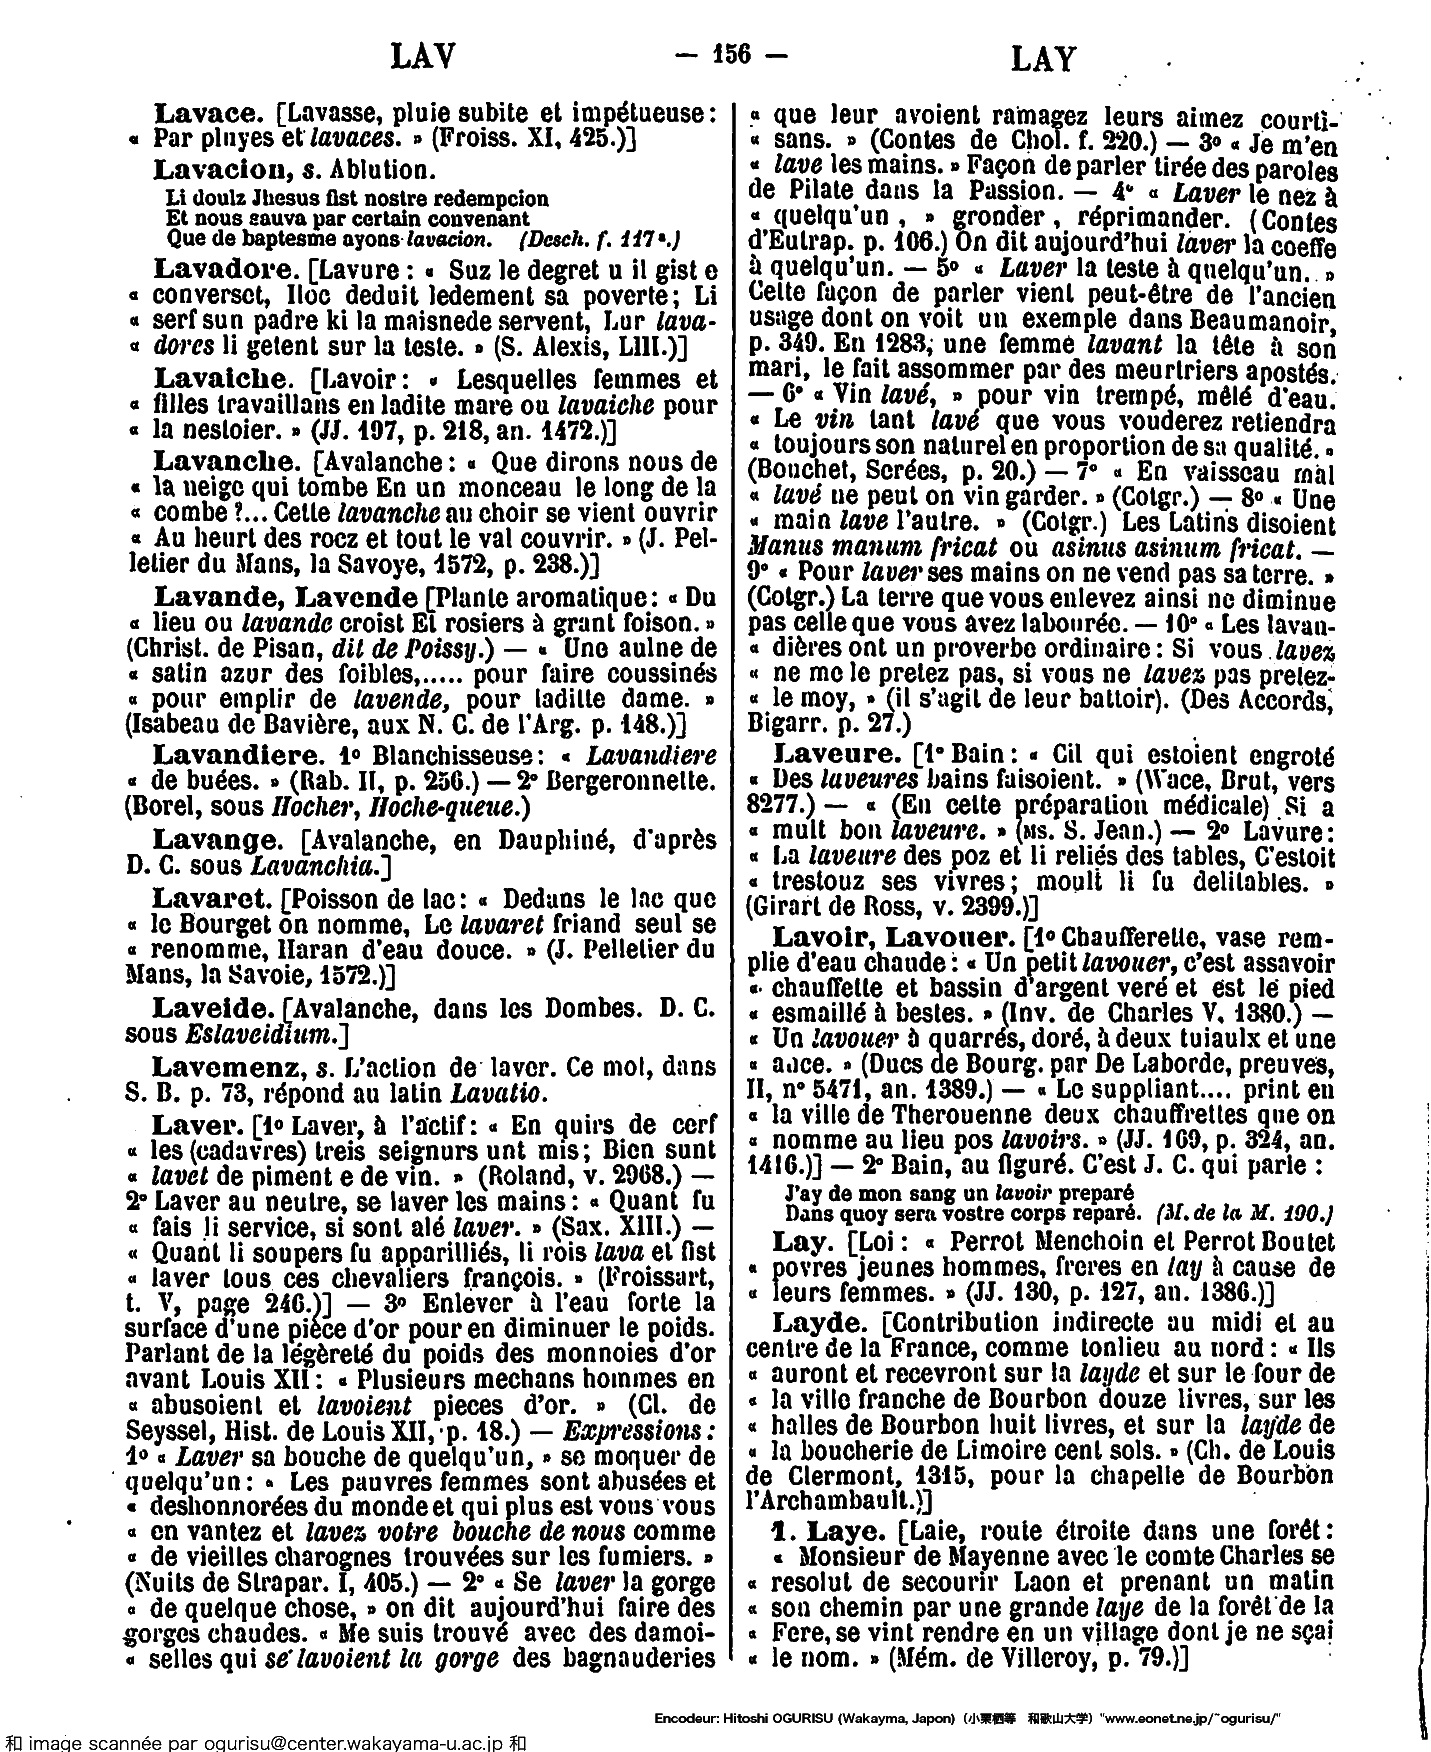 LAV — 156 — LAY
Lavace. [Lavasse, pluie subite et impétueuse :
« Par pluyes et lavaces. » (Froiss. XI, 425.)]
Lavacion, s. Ablution.
Li doulz Jhesus fist nostre redempcion
Et nous sauva par certain convenant
Que de baptesme ayons lavacion. (Desch. f. 117ª.)
Lavadore. [Lavure : « Suz le degret u il gist e
« converset, Iloc deduit ledement sa poverte ; Li
« serf sun padre ki la maisnede servent, Lur lava-
« dores li getent sur la teste. » (S. Alexis, LIII.)]
Lavaiche. [Lavoir : « Lesquelles femmes et
« filles travaillans en ladite mare ou lavaiche pour
« la nestoier. » (JJ. 197, p. 218, an. 1472.)]
Lavanche. [Avalanche : « Que dirons nous de
« la neige qui tombe En un monceau le long de la
« combe ?... Cette lavanche au choir se vient ouvrir
« Au heurt des rocz et tout le val couvrir. » (J. Pel-
letier du Mans, la Savoye, 1572, p. 238.)]
Lavande, Lavende [Plante aromatique : « Du
« lieu ou lavande croist Et rosiers à grant foison. »
(Christ. de Pisan, dit de Poissy.) — « Une aulne de
« satin azur des foibles,..... pour faire coussinés
« pour emplir de lavende, pour laditte dame. »
(Isabeau de Bavière, aux N. C. de l'Arg. p. 148.)]
Lavandiere. 1º Blanchisseuse : « Lavandiere
« de buées. » (Rab. II, p. 256.) — 2º Bergeronnette.
(Borel, sous Hocher, Hoche-queue.)
Lavange. [Avalanche, en Dauphiné, d'après
D. C. sous Lavanchia.]
Lavaret. [Poisson de lac : « Dedans le lac que
« le Bourget on nomme, Le lavaret friand seul se
« renomme, Haran d'eau douce. » (J. Pelletier du
Mans, la Savoie, 1572.)]
Laveide. [Avalanche, dans les Dombes. D. C.
sous Eslaveidium.]
Lavemenz, s. L'action de laver. Ce mot, dans
S. B. p. 73, répond au latin Lavatio.
Laver. [1º Laver, à l'actif : « En quirs de cerf
« les (cadavres) treis seignurs unt mis ; Bien sunt
« lavet de piment e de vin. » (Roland, v. 2968.) —
2º Laver au neutre, se laver les mains : « Quant fu
« fais li service, si sont alé laver. » (Sax. XIII.) —
« Quant li soupers fu apparilliés, li rois lava et fist
« laver tous ces chevaliers françois. » (Froissart,
t. V, page 246.)] — 3º Enlever à l'eau forte la
surface d'une pièce d'or pour en diminuer le poids.
Parlant de la légèreté du poids des monnoies d'or
avant Louis XII : « Plusieurs mechans hommes en
« abusoient et lavoient pieces d'or. » (Cl. de
Seyssel, Hist. de Louis XII, p. 18.) — Expressions :
1º « Laver sa bouche de quelqu'un, » se moquer de
quelqu'un : « Les pauvres femmes sont abusées et
« deshonnorées du monde et qui plus est vous vous
« en vantez et lavez votre bouche de nous comme
« de vieilles charognes trouvées sur les fumiers. »
(Nuits de Strapar. I, 405.) — 2º « Se laver la gorge
« de quelque chose, » on dit aujourd'hui faire des
gorges chaudes. « Me suis trouvé avec des damoi-
« selles qui se lavoient la gorge des bagnauderies
« que leur avoient ramagez leurs aimez courti-
« sans. » (Contes de Chol. f. 220.) — 3º « Je m'en
« lave les mains. » Façon de parler tirée des paroles
de Pilate dans la Passion. — 4º « Laver le nez à
« quelqu'un, » gronder, réprimander. (Contes
d'Eutrap. p. 106.) On dit aujourd'hui laver la coeffe
à quelqu'un. — 5º « Laver la teste à quelqu'un. »
Cette façon de parler vient peut-être de l'ancien
usage dont on voit un exemple dans Beaumanoir,
p. 349. En 1283, une femme lavant la tête à son
mari, le fait assommer par des meurtriers apostés.
— 6º « Vin lavé, » pour vin trempé, mêlé d'eau.
« Le vin tant lavé que vous vouderez retiendra
« toujours son naturel en proportion de sa qualité. »
(Bouchet, Serées, p. 20.) — 7º « En vaisseau mal
« lavé ne peut on vin garder. » (Cotgr.) — 8º « Une
« main lave l'autre. » (Cotgr.) Les Latins disoient
Manus manum fricat ou asinus asinum fricat. —
9º « Pour laver ses mains on ne vend pas sa terre. »
(Cotgr.) La terre que vous enlevez ainsi ne diminue
pas celle que vous avez labourée. — 10º « Les lavan-
« dières ont un proverbe ordinaire : Si vous lavez
« ne me le pretez pas, si vous ne lavez pas pretez-
« le moy, » (il s'agit de leur battoir). (Des Accords,
Bigarr. p. 27.)
Laveure. [1º Bain : « Cil qui estoient engroté
« Des laveures bains faisoient. » (Wace, Brut, vers
8277.) — « (En cette préparation médicale) Si a
« mult bon laveure. » (ms. S. Jean.) — 2º Lavure :
« La laveure des poz et li reliés des tables, C'estoit
« trestouz ses vivres ; moult li fu delitables. »
(Girart de Ross, v. 2399.)]
Lavoir, Lavouer. [1º Chaufferette, vase rem-
plie d'eau chaude : « Un petit lavouer, c'est assavoir
« chauffette et bassin d'argent veré et est le pied
« esmaillé à bestes. » (Inv. de Charles V, 1380.) —
« Un lavouer à quarrés, doré, à deux tuiaulx et une
« ance. » (Ducs de Bourg. par De Laborde, preuves,
II, nº 5471, an. 1389.) — « Le suppliant.... print en
« la ville de Therouenne deux chauffrettes que on
« nomme au lieu pos lavoirs. » (JJ. 169, p. 324, an.
1416.)] — 2º Bain, au figuré. C'est J. C. qui parle :
J'ay de mon sang un lavoir preparé
Dans quoy sera vostre corps reparé. (M. de la M. 190.)
Lay. [Loi : « Perrot Menchoin et Perrot Boutet
« povres jeunes hommes, freres en lay à cause de
« leurs femmes. » (JJ. 130, p. 127, an. 1386.)]
Layde. [Contribution indirecte au midi et au
centre de la France, comme tonlieu au nord : « Ils
« auront et recevront sur la layde et sur le four de
« la ville franche de Bourbon douze livres, sur les
« halles de Bourbon huit livres, et sur la layde de
« la boucherie de Limoire cent sols. » (Ch. de Louis
de Clermont, 1315, pour la chapelle de Bourbon
l'Archambault.)]
1. Laye. [Laie, route étroite dans une forêt :
« Monsieur de Mayenne avec le comte Charles se
« resolut de secourir Laon et prenant un matin
« son chemin par une grande laye de la forêt de la
« Fere, se vint rendre en un village dont je ne sçai
« le nom. » (Mém. de Villeroy, p. 79.)]
Encodeur: Hitoshi OGURISU (Wakayma, Japon) (小栗栖等 和歌山大学) "www.eonet.ne.jp/~ogurisu/"
和 image scannée par ogurisu@center.wakayama-u.ac.jp 和